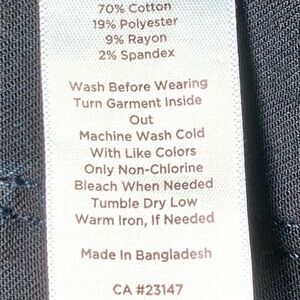 70% Cotton
19% Polyester
9% Rayon
2% Spandex
Wash Before Wearing
Turn Garment Inside
Out
Machine Wash Cold
With Like Colors
Only Non-Chlorine
Bleach When Needed
Tumble Dry Low
Warm Iron, If Needed
Made In Bangladesh
CA #23147